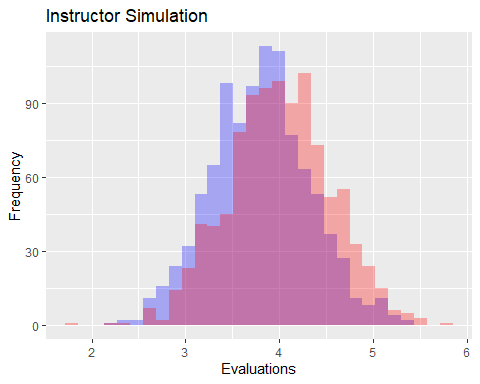 Instructor Simulation
Frequency
90
60
30
0
2 3 4 5 6
Evaluations